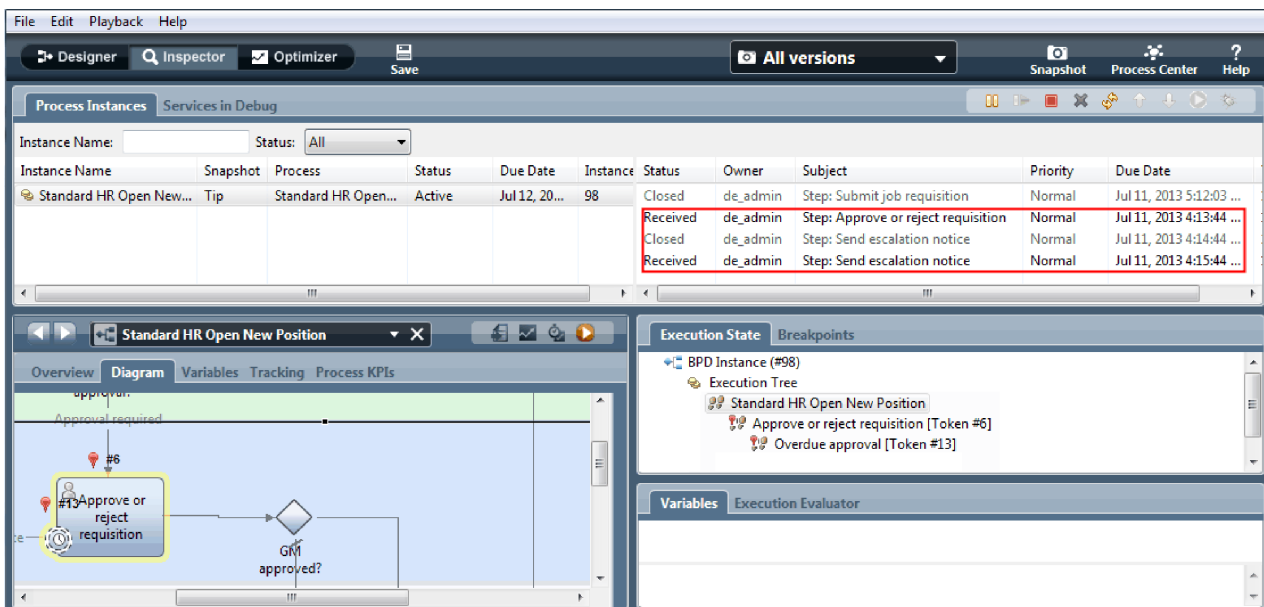 File Edit Playback Help
Designer Inspector Optimizer Save All versions Snapshot Process Center Help
Process Instances Services in Debug
Instance Name: Status: All
Instance Name Snapshot Process Status Due Date Instance Status Owner Subject Priority Due Date
Standard HR Open New... Tip Standard HR Open... Active Jul 12, 20... 98 Closed de_admin Step: Submit job requisition Normal Jul 11, 2013 5:12:03 ...
Received de_admin Step: Approve or reject requisition Normal Jul 11, 2013 4:13:44 ...
Closed de_admin Step: Send escalation notice Normal Jul 11, 2013 4:14:44 ...
Received de_admin Step: Send escalation notice Normal Jul 11, 2013 4:15:44 ...
Standard HR Open New Position
Overview Diagram Variables Tracking Process KPIs
approval?
Approval required
#6
#13
Approve or
reject
requisition
GM
approved?
Execution State Breakpoints
BPD Instance (#98)
Execution Tree
Standard HR Open New Position
Approve or reject requisition [Token #6]
Overdue approval [Token #13]
Variables Execution Evaluator